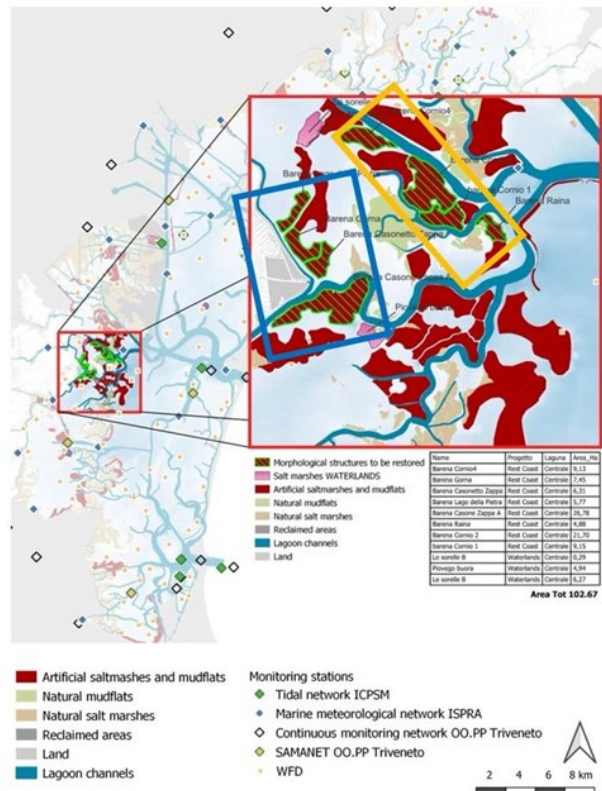 Le sorelle
Barena Cornio4
Barena Lago della Pietra
Barena
barena Cornio 1
Barena Raina
Barena Gorna
Barena Casonetto Zappa
Barena Casone Zappa A
Morphological structures to be restored
Salt marshes WATERLANDS
Artificial saltmarshes and mudflats
Natural mudflats
Natural salt marshes
Reclaimed areas
Lagoon channels
Land
Name Progetto Laguna Area_Ha
Barena Cornio4 Rest Coast Centrale 9,13
Barena Gorna Rest Coast Centrale 7,45
Barena Casonetto Zappa Rest Coast Centrale 6,31
Barena Lago della Pietra Rest Coast Centrale 5,77
Barena Casone Zappa A Rest Coast Centrale 26,78
Barena Raina Rest Coast Centrale 4,88
Barena Cornio 2 Rest Coast Centrale 21,70
barena Cornio 1 Rest Coast Centrale 9,15
Le sorelle B Waterlands Centrale 0,29
Piovego buora Waterlands Centrale 4,94
Le sorelle B Waterlands Centrale 6,27
Area Tot 102.67
Artificial saltmashes and mudflats
Natural mudflats
Natural salt marshes
Reclaimed areas
Land
Lagoon channels
Monitoring stations
Tidal network ICPSM
Marine meteorological network ISPRA
Continuous monitoring network OO.PP Triveneto
SAMANET OO.PP Triveneto
WFD
2 4 6 8 km